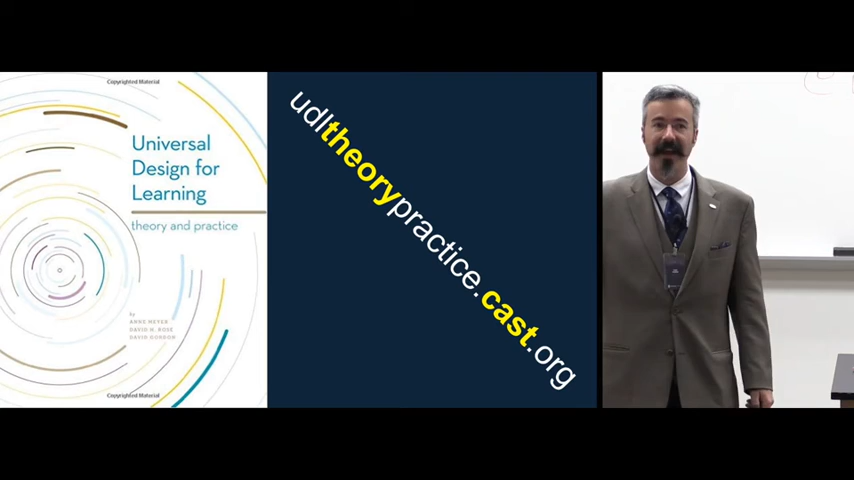 Copyrighted Material
Universal
Design for
Learning
theory and practice
by
ANNE MEYER
DAVID H. ROSE
DAVID GORDON
Copyrighted Material
udltheorypractice.cast.org